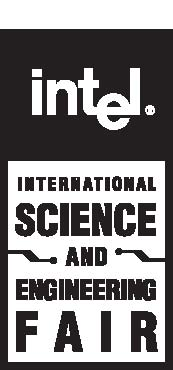 intel®
INTERNATIONAL
SCIENCE
AND
ENGINEERING
FAIR